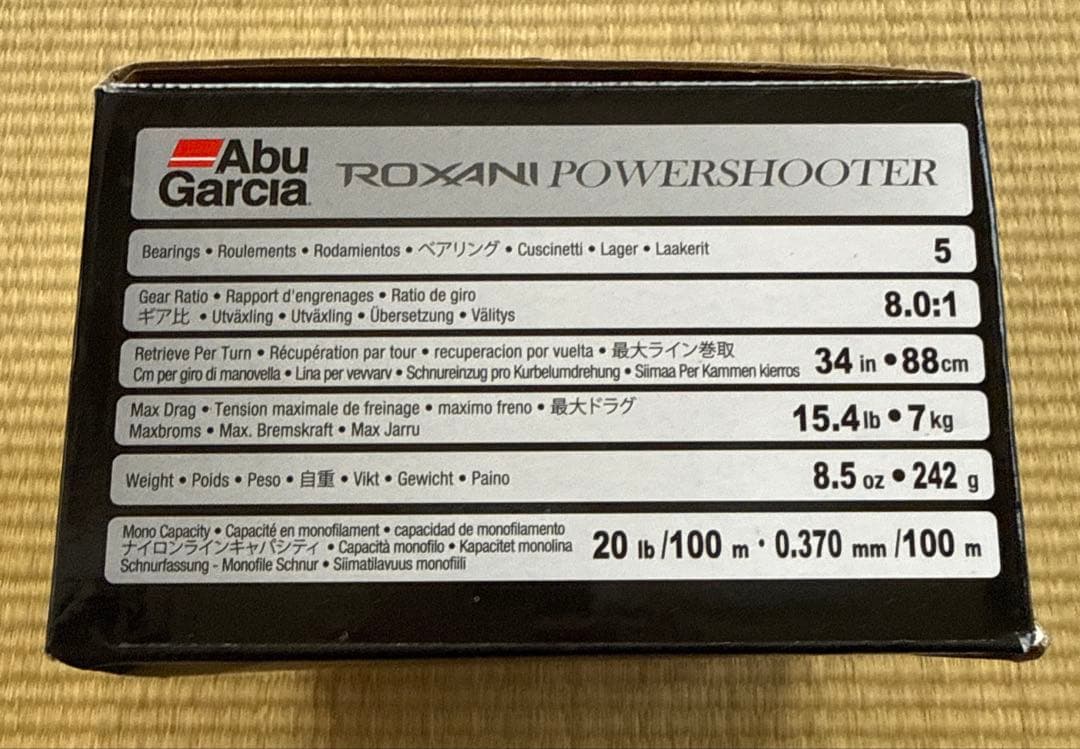 Abu
Garcia
ROXANI POWERSHOOTER
Bearings • Roulements • Rodamientos • ベアリング • Cuscinetti • Lager • Laakerit 5
Gear Ratio • Rapport d'engrenages • Ratio de giro
ギア比 • Utväxling • Utväxling • Übersetzung • Välitys
8.0:1
Retrieve Per Turn • Récupération par tour • recuperacion por vuelta • 最大ライン巻取
Cm per giro di manovella • Lina per vevvarv • Schnureinzug pro Kurbelumdrehung • Siimaa Per Kammen kierros
34 in • 88cm
Max Drag • Tension maximale de freinage • maximo freno • 最大ドラグ
Maxbroms • Max. Bremskraft • Max Jarru
15.4 lb • 7 kg
Weight • Poids • Peso • 自重 • Vikt • Gewicht • Paino 8.5 oz • 242 g
Mono Capacity • Capacité en monofilament • capacidad de monofilamento
ナイロンラインキャパシティ • Capacità monofilo • Kapacitet monolina
Schnurfassung - Monofile Schnur • Siimatilavuus monofiili
20 lb /100 m · 0.370 mm /100 m